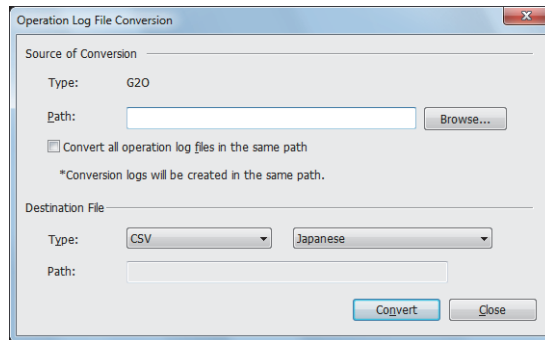 Operation Log File Conversion
Source of Conversion
Type: G2O
Path: Browse...
Convert all operation log files in the same path
*Conversion logs will be created in the same path.
Destination File
Type: CSV Japanese
Path:
Convert Close